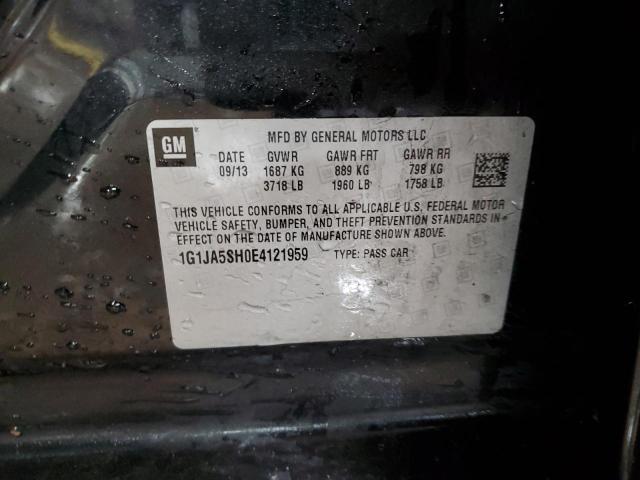 GM
MFD BY GENERAL MOTORS LLC
DATE GVWR GAWR FRT GAWR RR
09/13 1687 KG 889 KG 798 KG
3718 LB 1960 LB 1758 LB
THIS VEHICLE CONFORMS TO ALL APPLICABLE U.S. FEDERAL MOTOR
VEHICLE SAFETY, BUMPER, AND THEFT PREVENTION STANDARDS IN
EFFECT ON THE DATE OF MANUFACTURE SHOWN ABOVE.
1G1JA5SH0E4121959 TYPE: PASS CAR